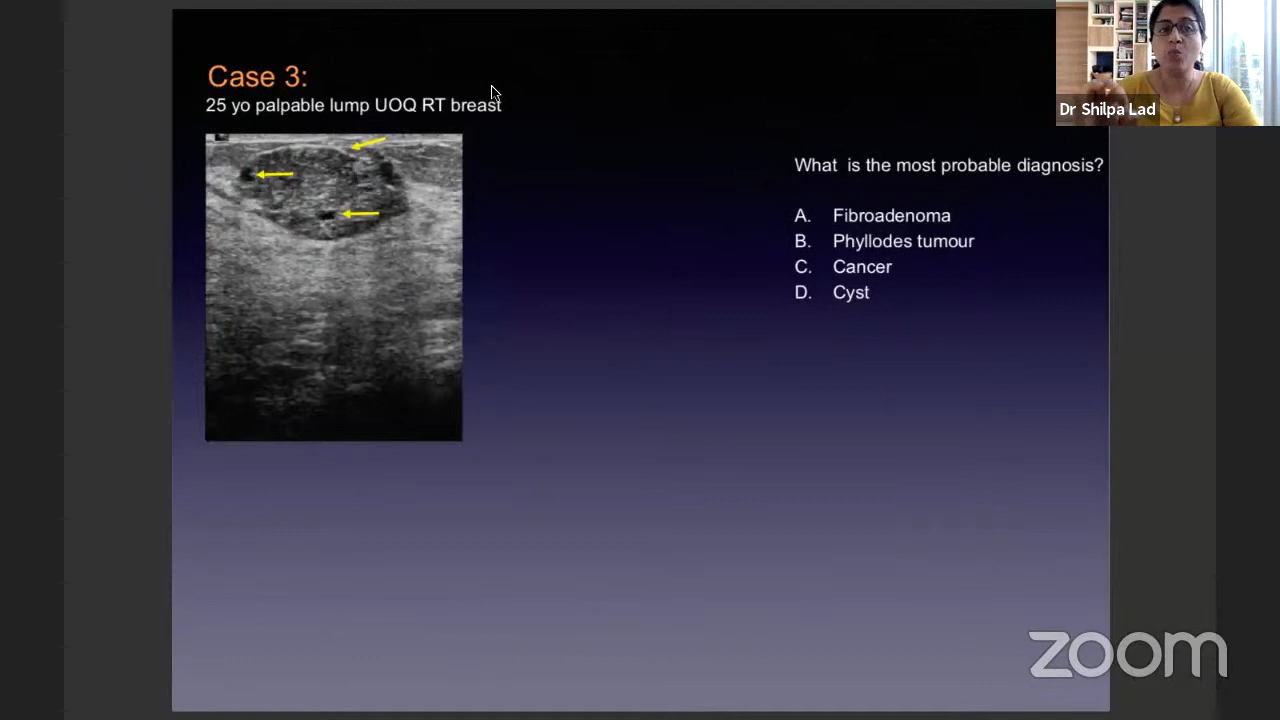 Case 3:
25 yo palpable lump UOQ RT breast
Dr Shilpa Lad
What is the most probable diagnosis?
A. Fibroadenoma
B. Phyllodes tumour
C. Cancer
D. Cyst
zoom